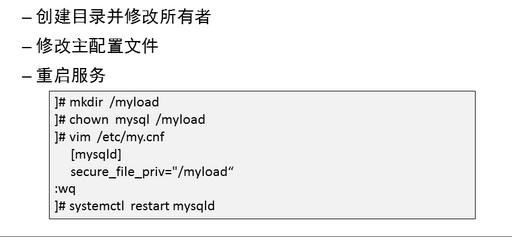 – 创建目录并修改所有者
– 修改主配置文件
– 重启服务
]# mkdir /myload
]# chown mysql /myload
]# vim /etc/my.cnf
[mysqld]
secure_file_priv="/myload“
:wq
]# systemctl restart mysqld